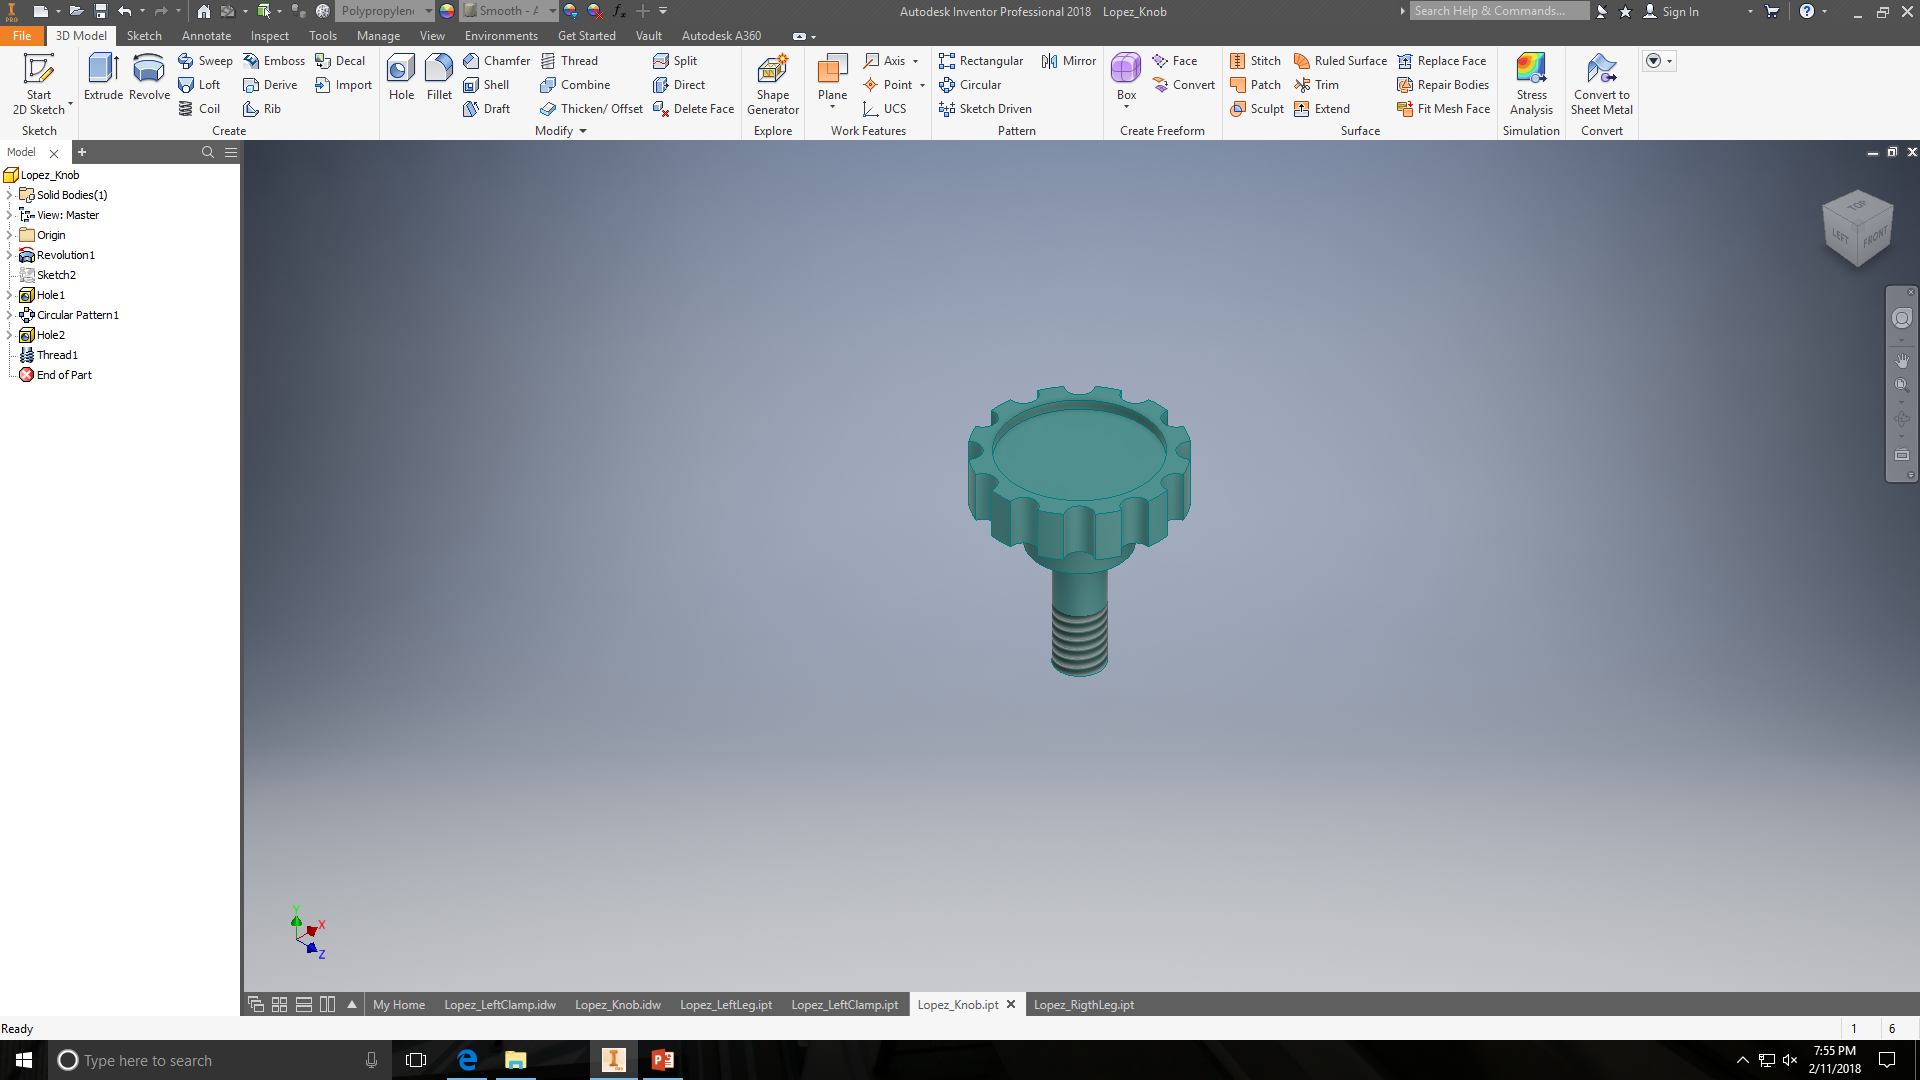 PRO Polypropylene Smooth - A fx Autodesk Inventor Professional 2018 Lopez_Knob Search Help & Commands... Sign In
File 3D Model Sketch Annotate Inspect Tools Manage View Environments Get Started Vault Autodesk A360
Start 2D Sketch
Sketch
Extrude Revolve
Sweep Emboss Decal
Loft Derive Import
Coil Rib
Create
Hole Fillet
Chamfer Thread Split
Shell Combine Direct
Draft Thicken/ Offset Delete Face
Modify
Shape Generator
Explore
Plane
Axis
Point
UCS
Work Features
Rectangular Mirror
Circular
Sketch Driven
Pattern
Box
Face
Convert
Create Freeform
Stitch Ruled Surface Replace Face
Patch Trim Repair Bodies
Sculpt Extend Fit Mesh Face
Surface
Stress Analysis
Simulation
Convert to Sheet Metal
Convert
Model
Lopez_Knob
Solid Bodies(1)
View: Master
Origin
Revolution1
Sketch2
Hole1
Circular Pattern1
Hole2
Thread1
End of Part
TOP
LEFT FRONT
Y
X
Z
My Home Lopez_LeftClamp.idw Lopez_Knob.idw Lopez_LeftLeg.ipt Lopez_LeftClamp.ipt Lopez_Knob.ipt Lopez_RigthLeg.ipt
Ready 1 6
Type here to search
7:55 PM
2/11/2018